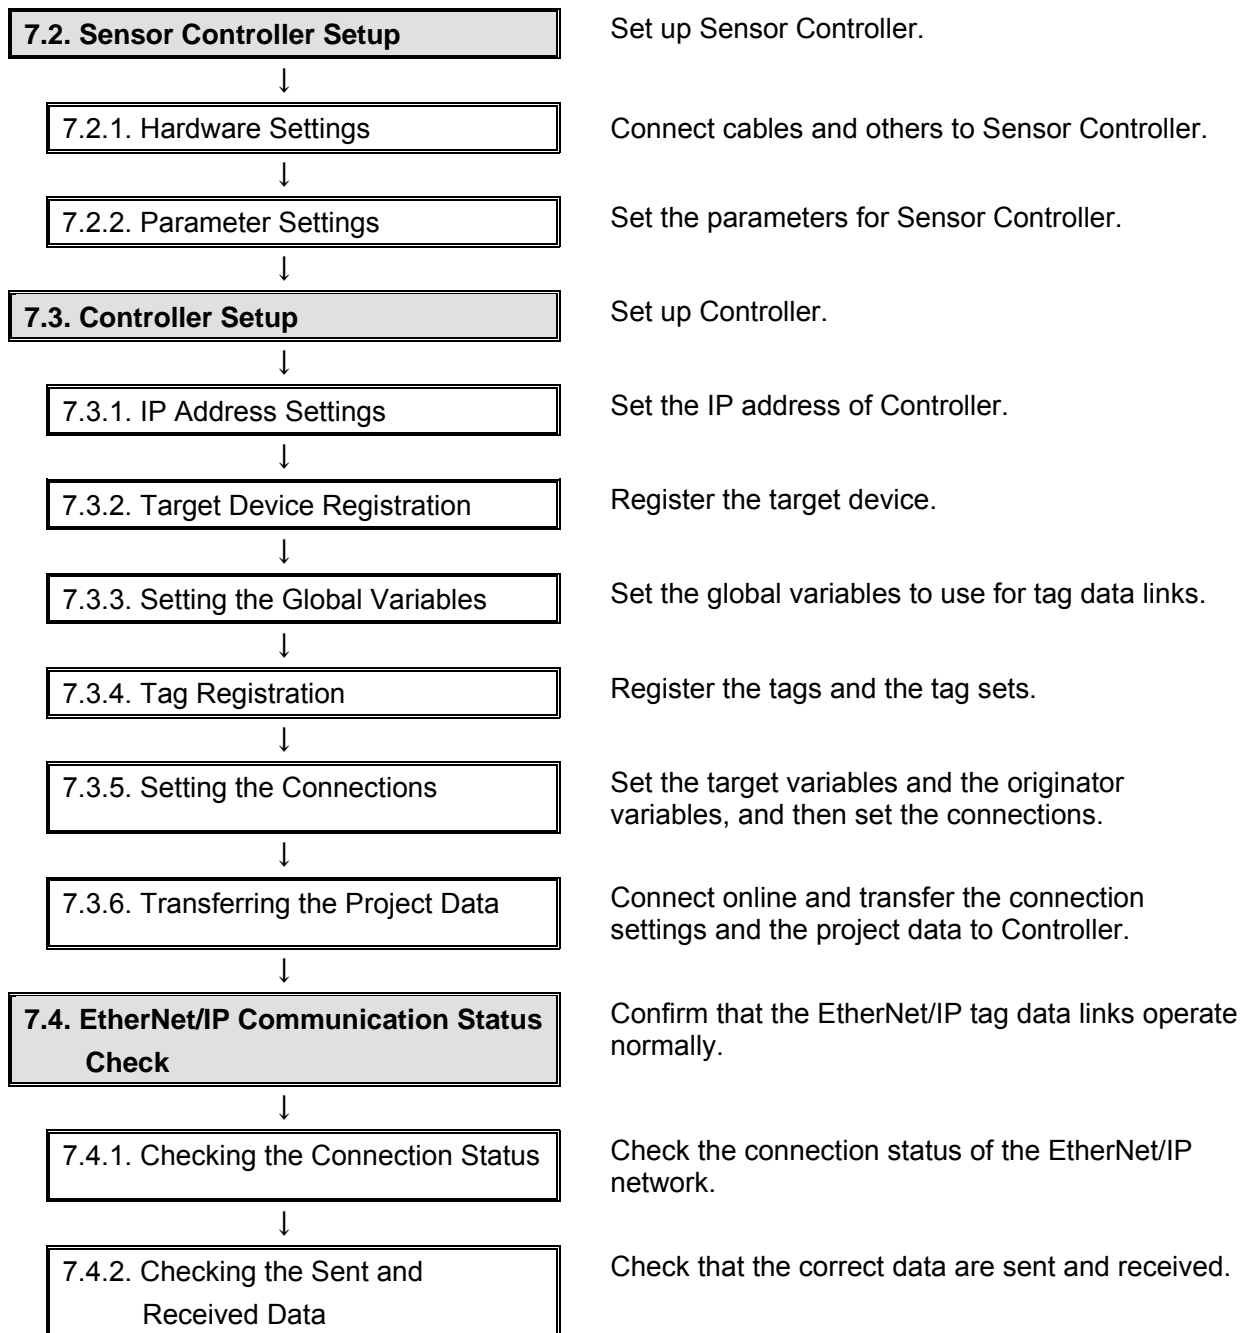 7.2. Sensor Controller Setup
Set up Sensor Controller.
↓
7.2.1. Hardware Settings
Connect cables and others to Sensor Controller.
↓
7.2.2. Parameter Settings
Set the parameters for Sensor Controller.
↓
7.3. Controller Setup
Set up Controller.
↓
7.3.1. IP Address Settings
Set the IP address of Controller.
↓
7.3.2. Target Device Registration
Register the target device.
↓
7.3.3. Setting the Global Variables
Set the global variables to use for tag data links.
↓
7.3.4. Tag Registration
Register the tags and the tag sets.
↓
7.3.5. Setting the Connections
Set the target variables and the originator
variables, and then set the connections.
↓
7.3.6. Transferring the Project Data
Connect online and transfer the connection
settings and the project data to Controller.
↓
7.4. EtherNet/IP Communication Status
Check
Confirm that the EtherNet/IP tag data links operate
normally.
↓
7.4.1. Checking the Connection Status
Check the connection status of the EtherNet/IP
network.
↓
7.4.2. Checking the Sent and
Received Data
Check that the correct data are sent and received.